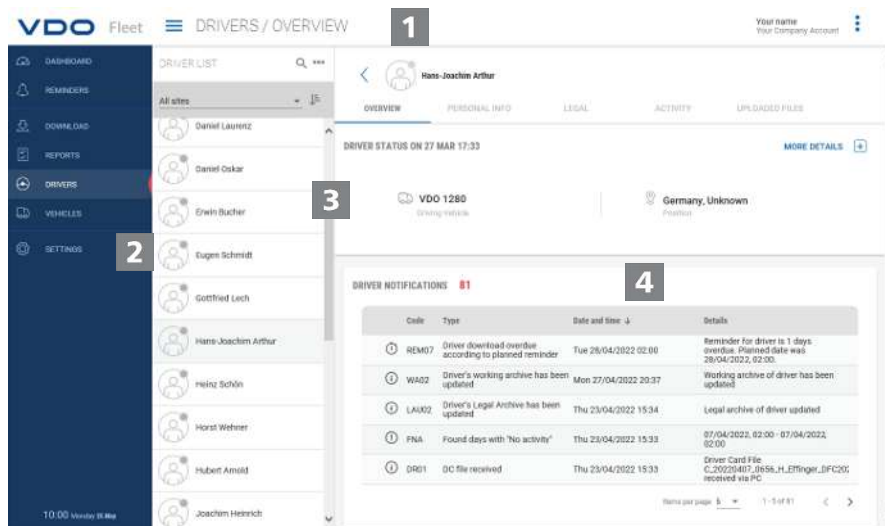 VDO Fleet
DRIVERS / OVERVIEW
1
Your name
Your Company Account
DASHBOARD
REMINDERS
DOWNLOAD
REPORTS
DRIVERS
VEHICLES
SETTINGS
2
10:00 Monday
DRIVER LIST
All sites
Daniel Laurenz
Daniel Oskar
Erwin Bucher
Eugen Schmidt
Gottfried Lech
Hans-Joachim Arthur
Heinz Schön
Horst Wehner
Hubert Arnold
Joachim Heinrich
3
Hans-Joachim Arthur
OVERVIEW PERSONAL INFO LEGAL ACTIVITY UPLOADED FILES
DRIVER STATUS ON 27 MAR 17:33
MORE DETAILS
VDO 1280
Driving Vehicle
Germany, Unknown
Position
4
DRIVER NOTIFICATIONS 81
Code Type Date and time ↓ Details
REM07
Driver download overdue
according to planned reminder
Tue 28/04/2022 02:00
Reminder for driver is 1 days
overdue. Planned date was
28/04/2022, 02:00.
WA02
Driver's working archive has been
updated
Mon 27/04/2022 20:37
Working archive of driver has been
updated
LAU02
Driver's Legal Archive has been
updated
Thu 23/04/2022 15:34
Legal archive of driver updated
FNA
Found days with "No activity"
Thu 23/04/2022 15:33
07/04/2022, 02:00 - 07/04/2022,
02:00
DR01
DC file received
Thu 23/04/2022 15:33
Driver Card File
C_20220407_0656_H_Effinger_DFC202
received via PC
Items per page 5 1 - 5 of 81